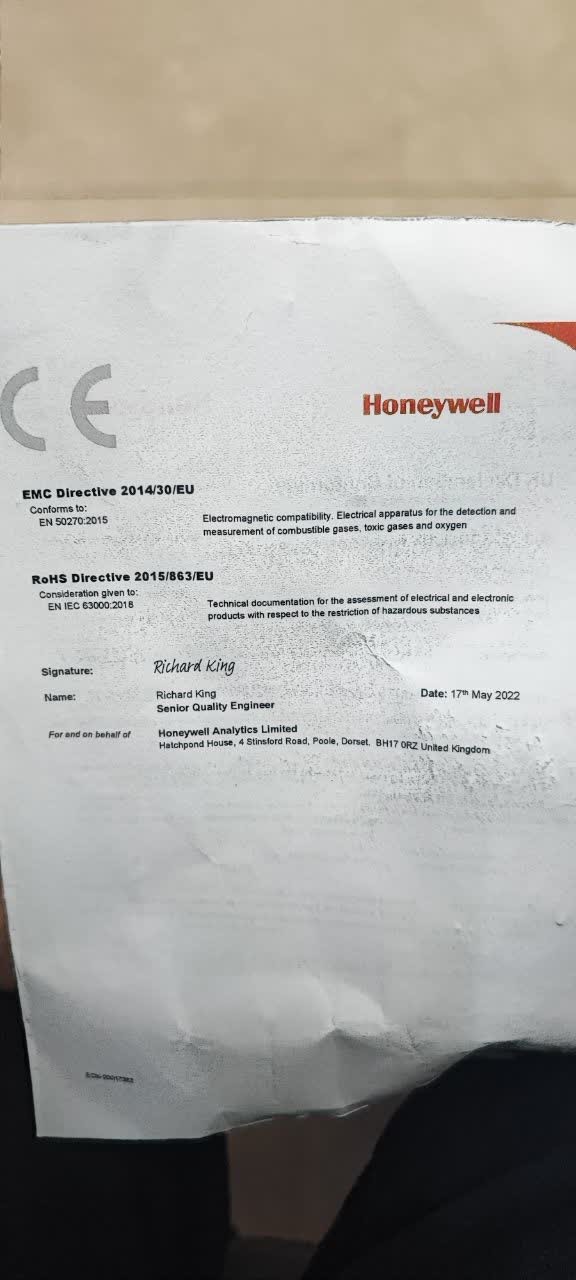 CE
Honeywell
EMC Directive 2014/30/EU
Conforms to:
EN 50270:2015
Electromagnetic compatibility. Electrical apparatus for the detection and
measurement of combustible gases, toxic gases and oxygen
RoHS Directive 2015/863/EU
Consideration given to:
EN IEC 63000:2018
Technical documentation for the assessment of electrical and electronic
products with respect to the restriction of hazardous substances
Signature: Richard King
Name: Richard King Date: 17th May 2022
Senior Quality Engineer
For and on behalf of Honeywell Analytics Limited
Hatchpond House, 4 Stinsford Road, Poole, Dorset, BH17 0RZ United Kingdom